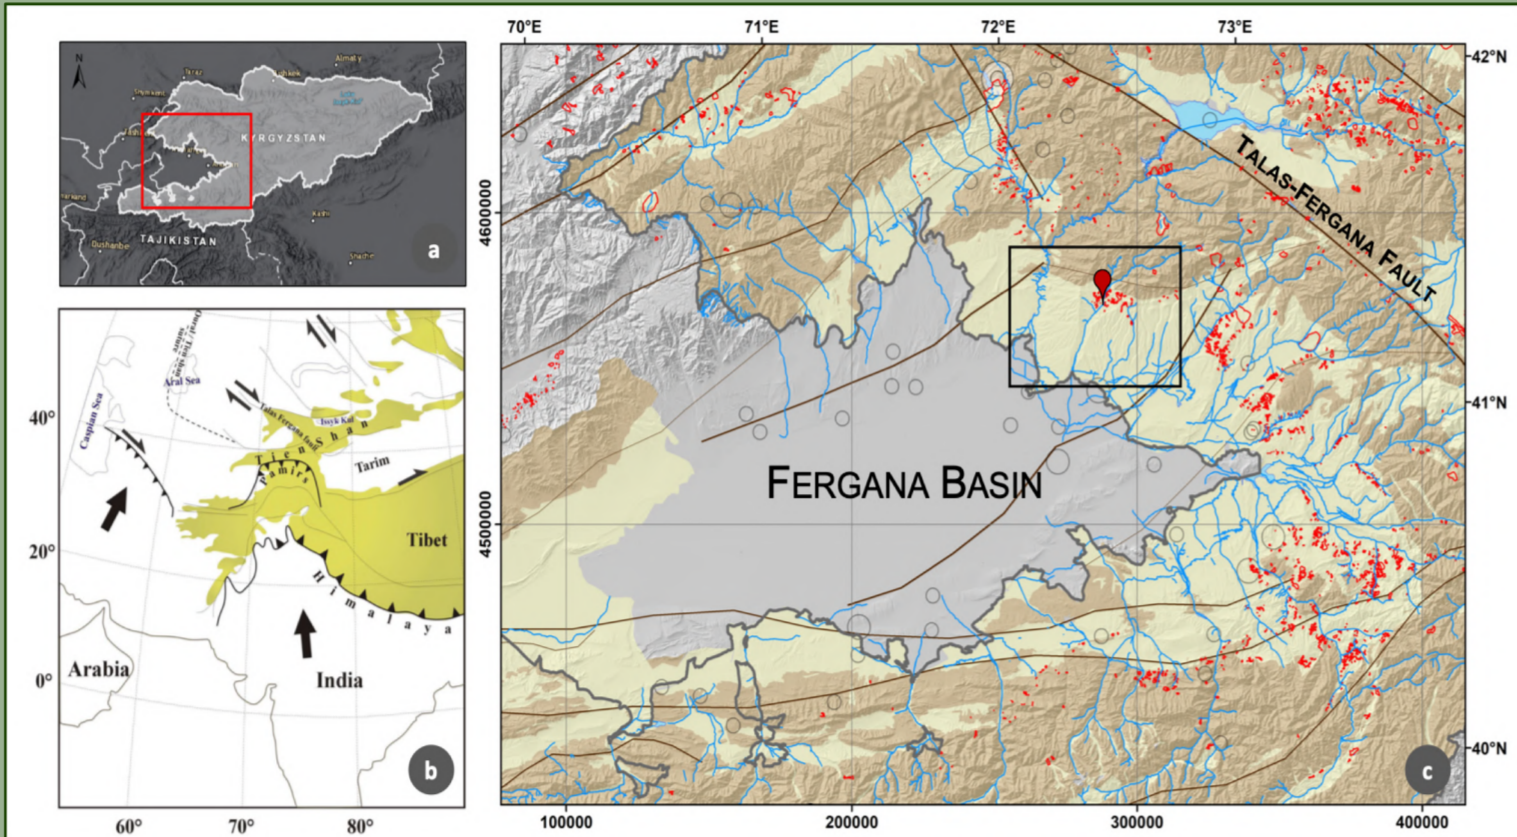 N
Almaty
KYRGYZSTAN
TAJIKISTAN
Dushanbe
Kashi
a
Caspian Sea
Aral Sea
Talas Fergana fault
Issyk Kul
Tien Shan
Pamirs
Tarim
Tibet
Himalaya
Arabia
India
40°
20°
0°
60°
70°
80°
b
70°E
71°E
72°E
73°E
42°N
41°N
40°N
4600000
4500000
TALAS-FERGANA FAULT
FERGANA BASIN
c
100000
200000
300000
400000